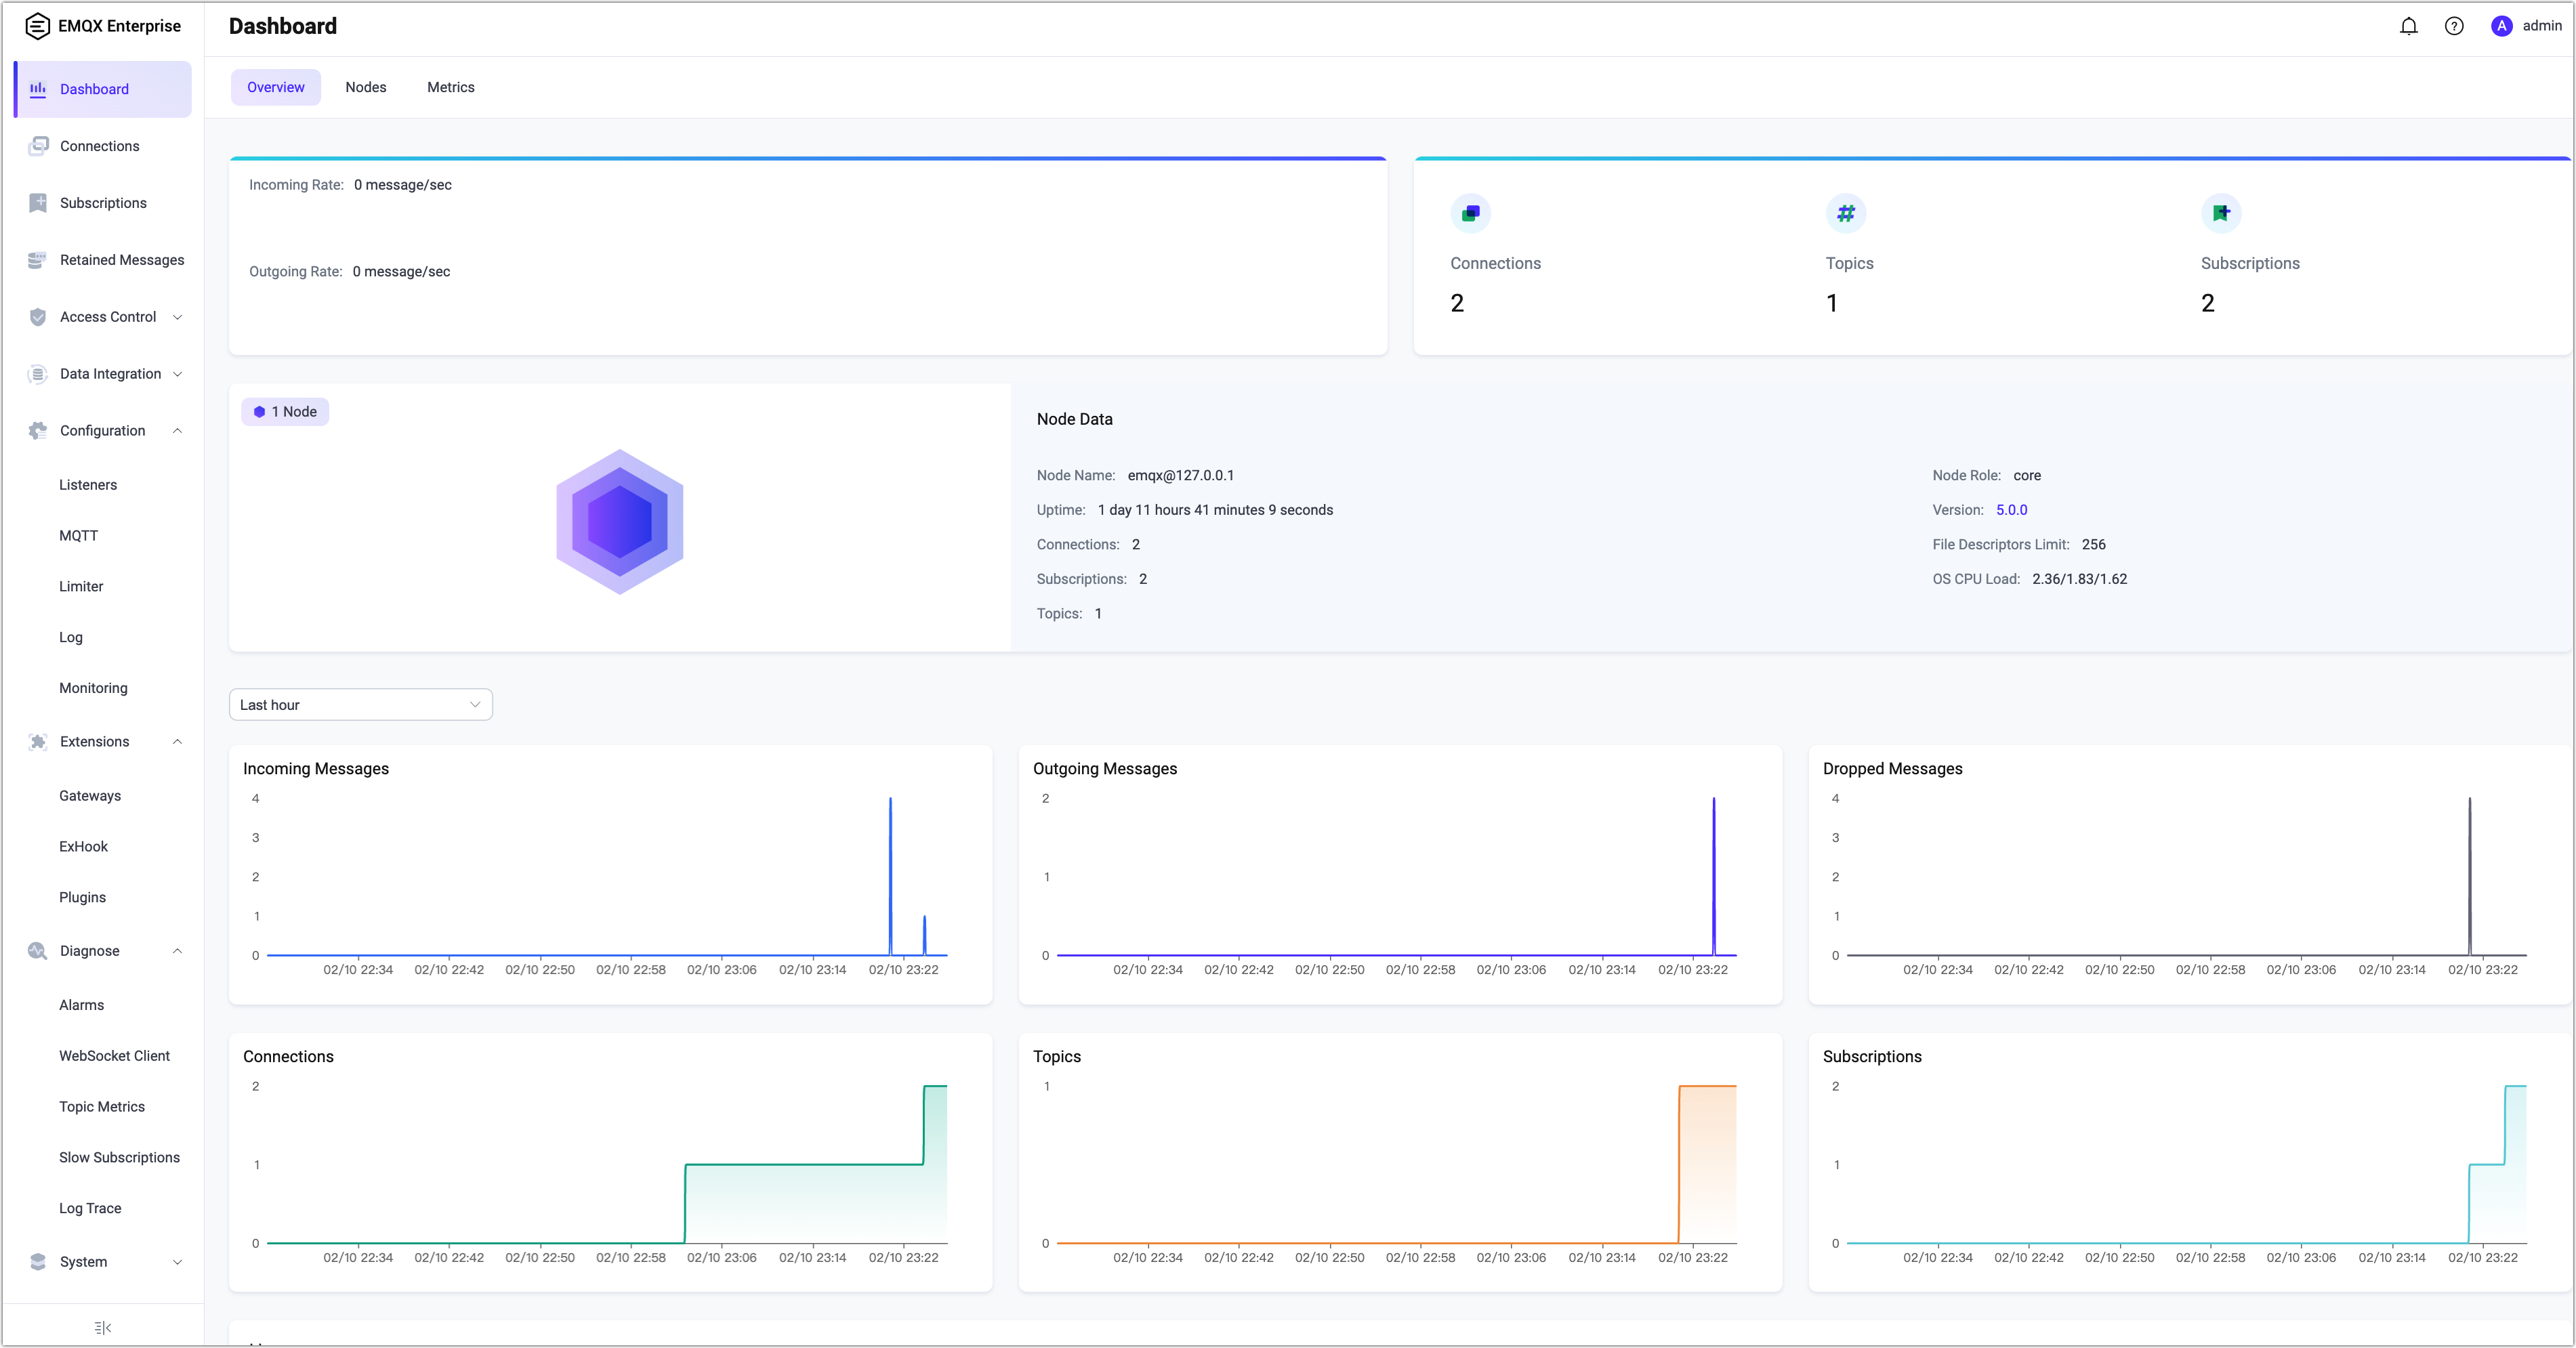 EMQX Enterprise
Dashboard
Connections
Subscriptions
Retained Messages
Access Control
Data Integration
Configuration
Listeners
MQTT
Limiter
Log
Monitoring
Extensions
Gateways
ExHook
Plugins
Diagnose
Alarms
WebSocket Client
Topic Metrics
Slow Subscriptions
Log Trace
System
Dashboard
A admin
Overview Nodes Metrics
Incoming Rate: 0 message/sec
Outgoing Rate: 0 message/sec
Connections Topics Subscriptions
2 1 2
1 Node
Node Data
Node Name: emqx@127.0.0.1
Node Role: core
Uptime: 1 day 11 hours 41 minutes 9 seconds
Version: 5.0.0
Connections: 2
File Descriptors Limit: 256
Subscriptions: 2
OS CPU Load: 2.36/1.83/1.62
Topics: 1
Last hour
Incoming Messages
4
3
2
1
0
02/10 22:34 02/10 22:42 02/10 22:50 02/10 22:58 02/10 23:06 02/10 23:14 02/10 23:22
Outgoing Messages
2
1
0
02/10 22:34 02/10 22:42 02/10 22:50 02/10 22:58 02/10 23:06 02/10 23:14 02/10 23:22
Dropped Messages
4
3
2
1
0
02/10 22:34 02/10 22:42 02/10 22:50 02/10 22:58 02/10 23:06 02/10 23:14 02/10 23:22
Connections
2
1
0
02/10 22:34 02/10 22:42 02/10 22:50 02/10 22:58 02/10 23:06 02/10 23:14 02/10 23:22
Topics
1
0
02/10 22:34 02/10 22:42 02/10 22:50 02/10 22:58 02/10 23:06 02/10 23:14 02/10 23:22
Subscriptions
2
1
0
02/10 22:34 02/10 22:42 02/10 22:50 02/10 22:58 02/10 23:06 02/10 23:14 02/10 23:22